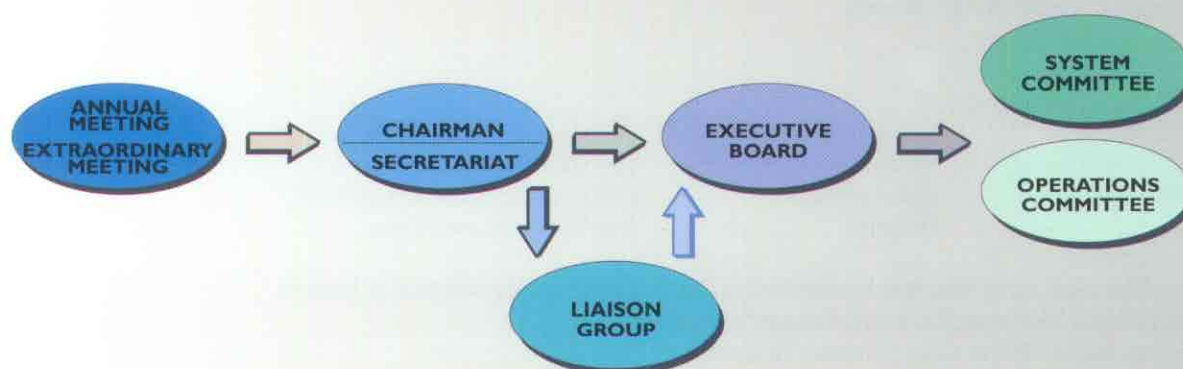 ANNUAL
MEETING
EXTRAORDINARY
MEETING
CHAIRMAN
SECRETARIAT
EXECUTIVE
BOARD
SYSTEM
COMMITTEE
OPERATIONS
COMMITTEE
LIAISON
GROUP